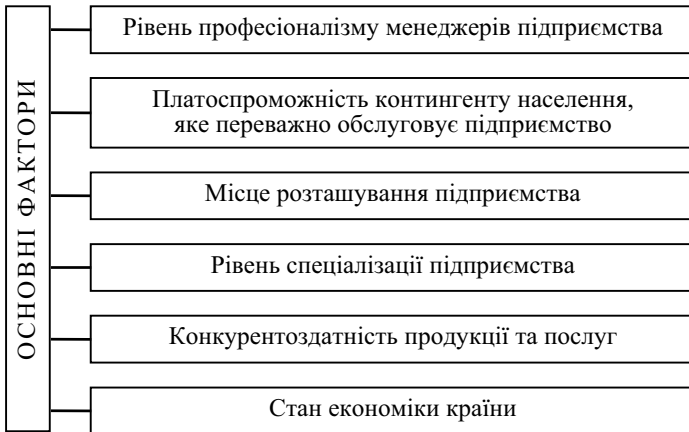 ОСНОВНІ ФАКТОРИ
Рівень професіоналізму менеджерів підприємства
Платоспроможність контингенту населення,
яке переважно обслуговує підприємство
Місце розташування підприємства
Рівень спеціалізації підприємства
Конкурентоздатність продукції та послуг
Стан економіки країни